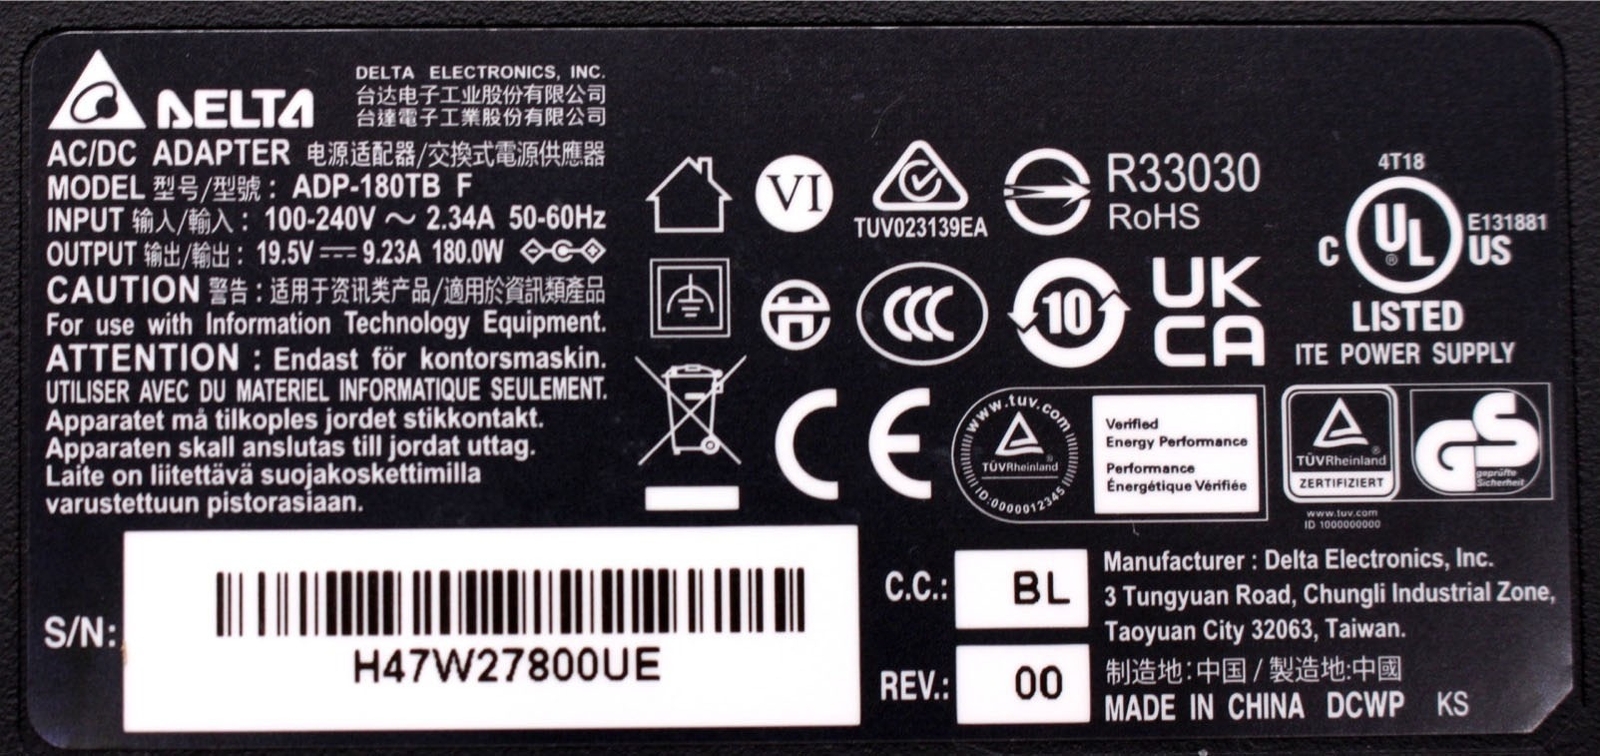 DELTA
DELTA ELECTRONICS, INC.
台达电子工业股份有限公司
台達電子工業股份有限公司
AC/DC ADAPTER 电源适配器/交換式電源供應器
MODEL 型号/型號： ADP-180TB F
INPUT 输入/輸入： 100-240V ～ 2.34A 50-60Hz
OUTPUT 输出/輸出： 19.5V ⎓ 9.23A 180.0W
CAUTION 警告：适用于资讯类产品/適用於資訊類產品
For use with Information Technology Equipment.
ATTENTION : Endast för kontorsmaskin.
UTILISER AVEC DU MATERIEL INFORMATIQUE SEULEMENT.
Apparatet må tilkoples jordet stikkontakt.
Apparaten skall anslutas till jordat uttag.
Laite on liitettävä suojakoskettimilla
varustettuun pistorasiaan.
VI
TUV023139EA
R33030
RoHS
4T18
UL ®
E131881
C US
LISTED
ITE POWER SUPPLY
CCC
10
UK
CA
CE
www.tuv.com
TÜVRheinland ®
ID:0000012345
Verified
Energy Performance
Performance
Énergétique Vérifiée
TÜVRheinland ®
ZERTIFIZIERT
GS
geprüfte
Sicherheit
www.tuv.com
ID 1000000000
S/N:
H47W27800UE
C.C.: BL
REV.: 00
Manufacturer : Delta Electronics, Inc.
3 Tungyuan Road, Chungli Industrial Zone,
Taoyuan City 32063, Taiwan.
制造地:中国 / 製造地:中國
MADE IN CHINA DCWP KS